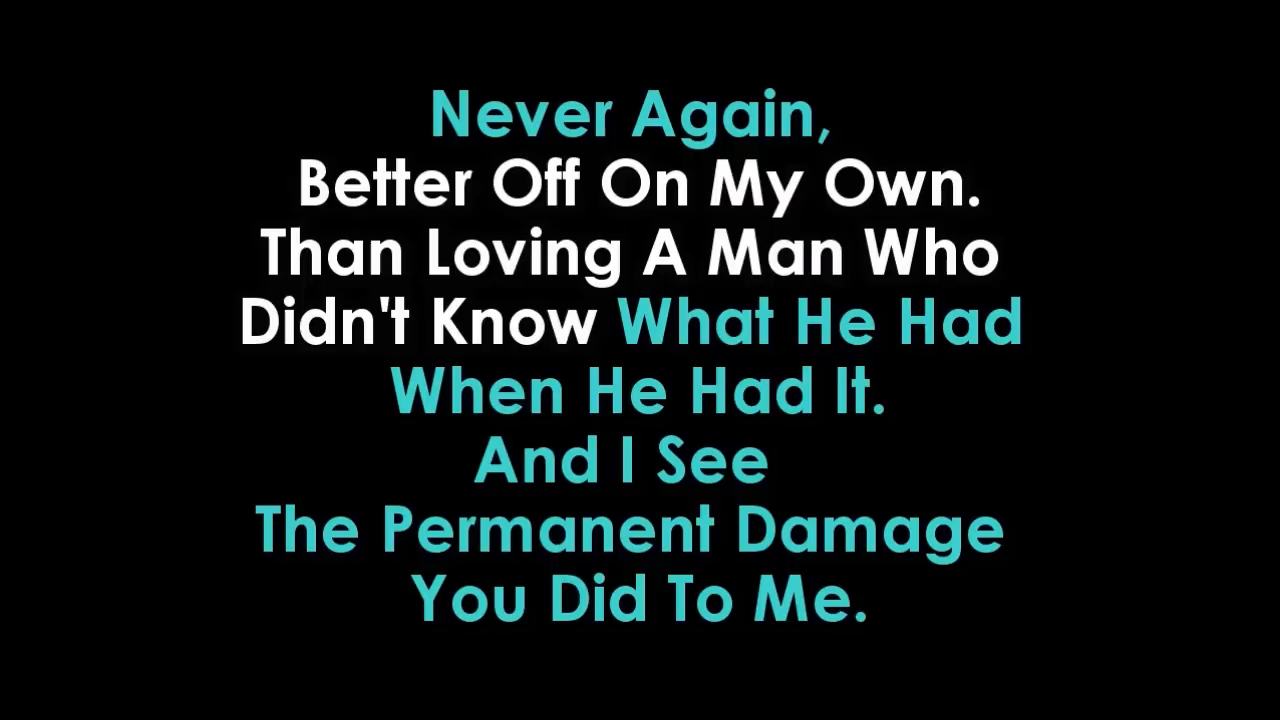 Never Again,
Better Off On My Own.
Than Loving A Man Who
Didn't Know What He Had
When He Had It.
And I See
The Permanent Damage
You Did To Me.